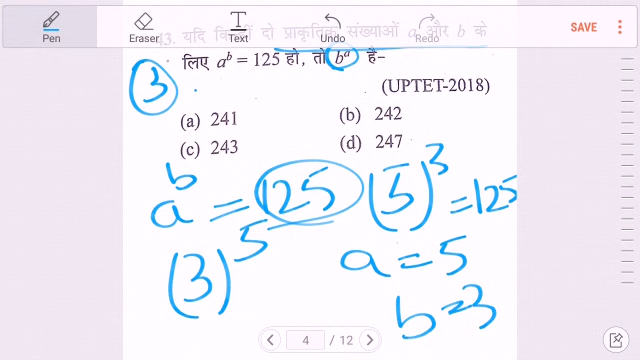 Pen Eraser Text Undo Redo SAVE
43. यदि किन्हीं दो प्राकृतिक संख्याओं a और b के
लिए a^b = 125 हो, तो b^a है–
(UPTET-2018)
3
(a) 241 (b) 242
(c) 243 (d) 247
a^b = 125 (5)^3 = 125
(3)^5 a = 5
b = 3
4 / 12